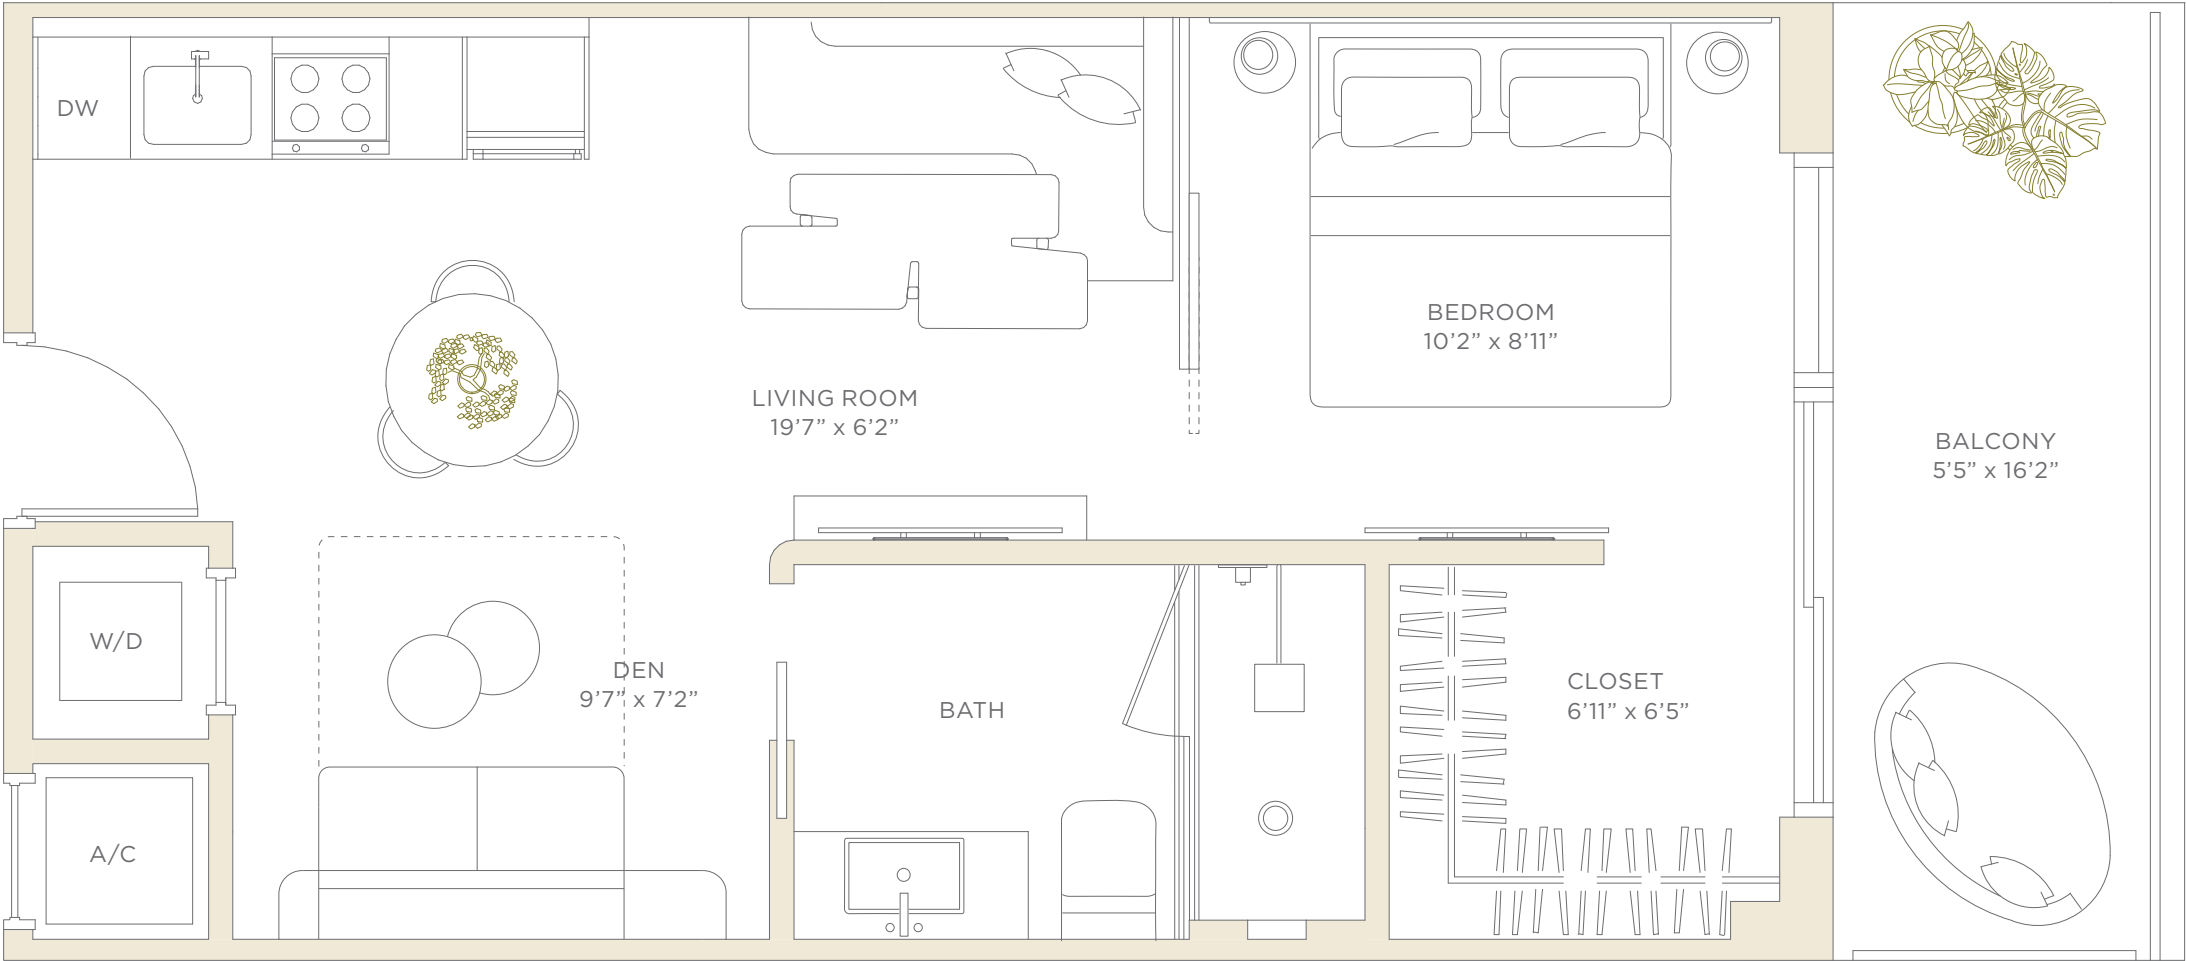 DW
BEDROOM
10’2” x 8’11”
LIVING ROOM
19’7” x 6’2”
BALCONY
5’5” x 16’2”
W/D
DEN
9’7” x 7’2”
BATH
CLOSET
6’11” x 6’5”
A/C